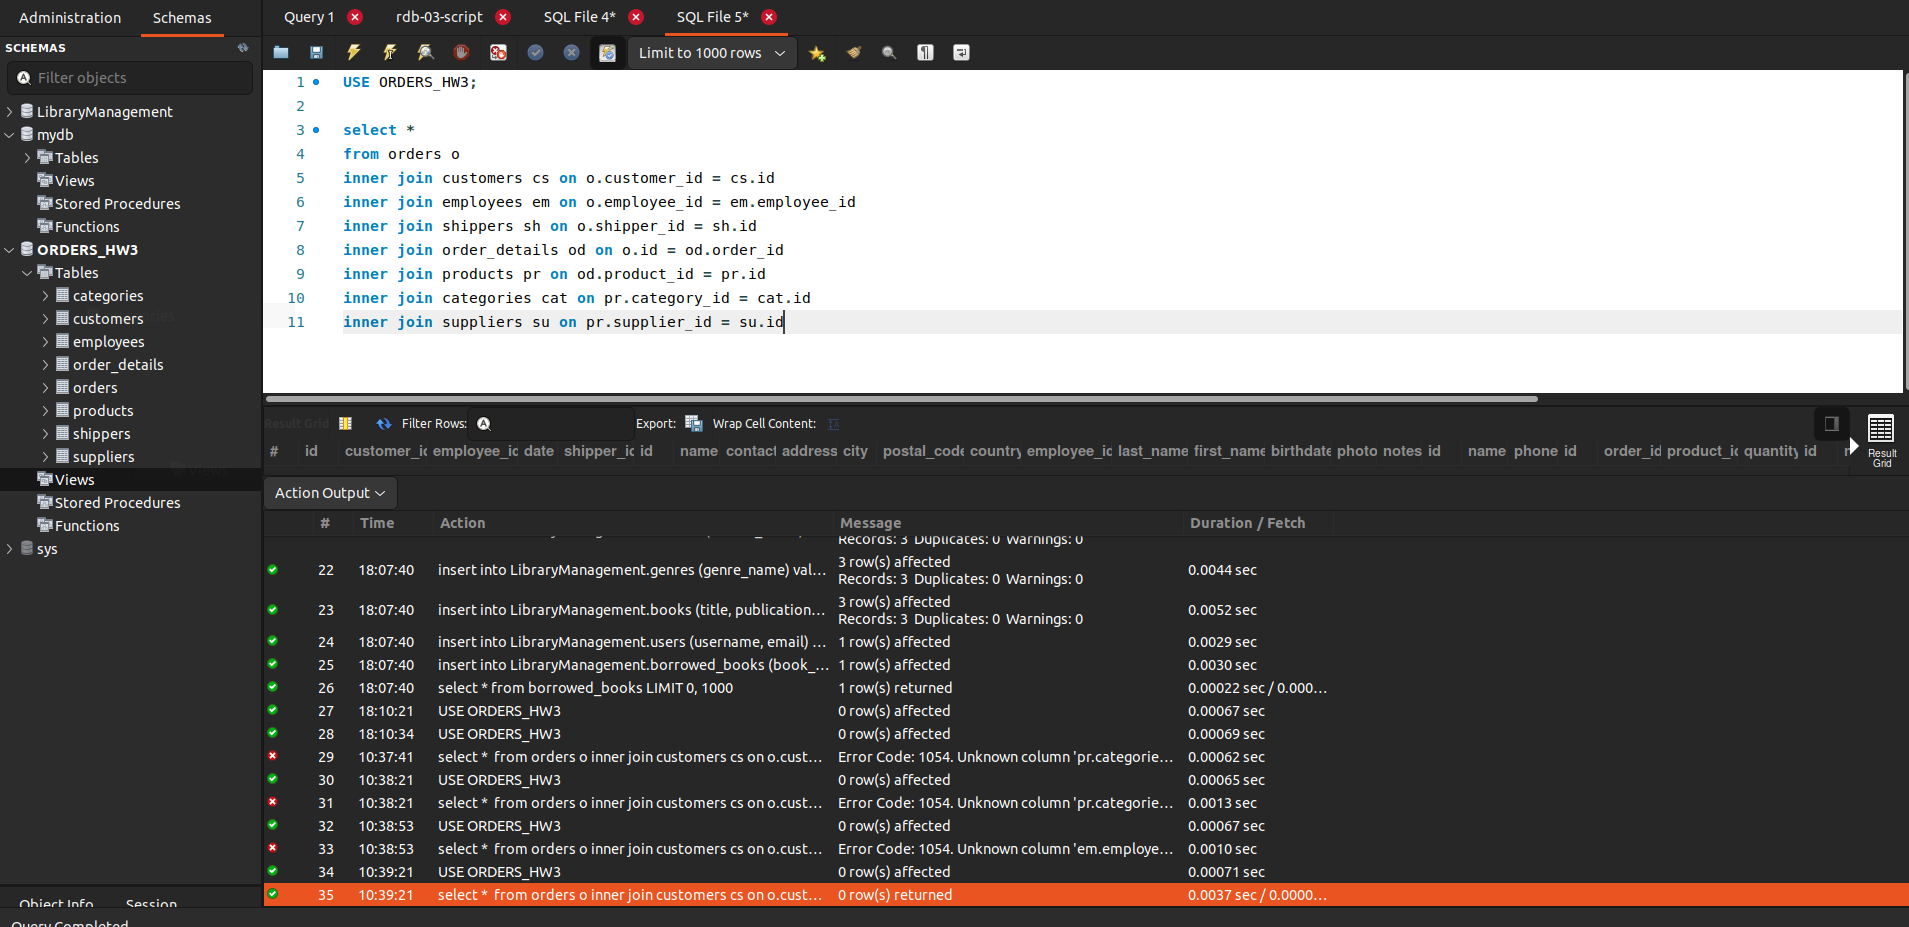 Administration
Schemas
Query 1
rdb-03-script
SQL File 4*
SQL File 5*
SCHEMAS
Filter objects
LibraryManagement
mydb
Tables
Views
Stored Procedures
Functions
ORDERS_HW3
Tables
categories
customers
employees
order_details
orders
products
shippers
suppliers
Views
Stored Procedures
Functions
sys
Object Info
Session
Query Completed
Limit to 1000 rows
1 USE ORDERS_HW3;
2
3 select *
4 from orders o
5 inner join customers cs on o.customer_id = cs.id
6 inner join employees em on o.employee_id = em.employee_id
7 inner join shippers sh on o.shipper_id = sh.id
8 inner join order_details od on o.id = od.order_id
9 inner join products pr on od.product_id = pr.id
10 inner join categories cat on pr.category_id = cat.id
11 inner join suppliers su on pr.supplier_id = su.id
Result Grid
Filter Rows:
Export:
Wrap Cell Content:
# id customer_id employee_id date shipper_id id name contact address city postal_code country employee_id last_name first_name birthdate photo notes id name phone id order_id product_id quantity id
Result
Grid
Action Output
# Time Action Message Duration / Fetch
Records: 3 Duplicates: 0 Warnings: 0
22 18:07:40 insert into LibraryManagement.genres (genre_name) val... 3 row(s) affected
Records: 3 Duplicates: 0 Warnings: 0 0.0044 sec
23 18:07:40 insert into LibraryManagement.books (title, publication... 3 row(s) affected
Records: 3 Duplicates: 0 Warnings: 0 0.0052 sec
24 18:07:40 insert into LibraryManagement.users (username, email) ... 1 row(s) affected 0.0029 sec
25 18:07:40 insert into LibraryManagement.borrowed_books (book_... 1 row(s) affected 0.0030 sec
26 18:07:40 select * from borrowed_books LIMIT 0, 1000 1 row(s) returned 0.00022 sec / 0.000...
27 18:10:21 USE ORDERS_HW3 0 row(s) affected 0.00067 sec
28 18:10:34 USE ORDERS_HW3 0 row(s) affected 0.00069 sec
29 10:37:41 select * from orders o inner join customers cs on o.cust... Error Code: 1054. Unknown column 'pr.categorie... 0.00062 sec
30 10:38:21 USE ORDERS_HW3 0 row(s) affected 0.00065 sec
31 10:38:21 select * from orders o inner join customers cs on o.cust... Error Code: 1054. Unknown column 'pr.categorie... 0.0013 sec
32 10:38:53 USE ORDERS_HW3 0 row(s) affected 0.00067 sec
33 10:38:53 select * from orders o inner join customers cs on o.cust... Error Code: 1054. Unknown column 'em.employe... 0.0010 sec
34 10:39:21 USE ORDERS_HW3 0 row(s) affected 0.00071 sec
35 10:39:21 select * from orders o inner join customers cs on o.cust... 0 row(s) returned 0.0037 sec / 0.0000...